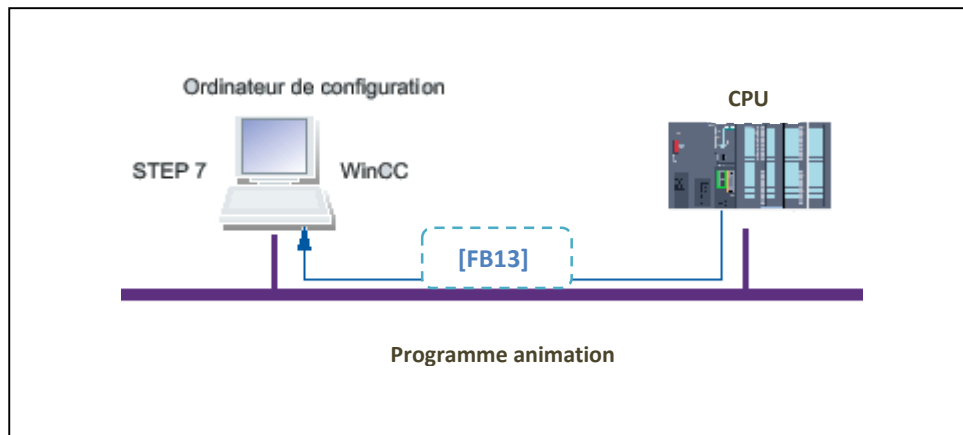 Ordinateur de configuration
CPU
STEP 7 WinCC
[FB13]
Programme animation